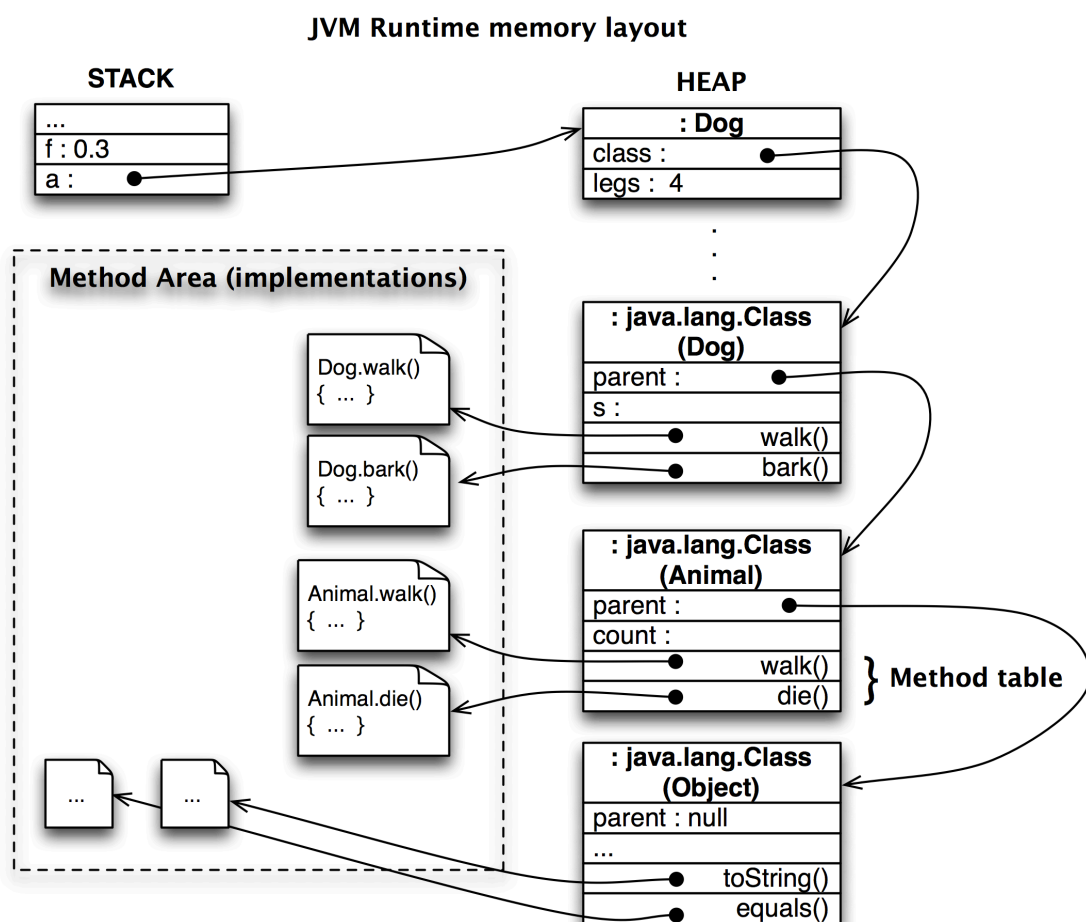 JVM Runtime memory layout
STACK
...
f : 0.3
a :
HEAP
: Dog
class :
legs : 4
.
.
.
: java.lang.Class
(Dog)
parent :
s :
walk()
bark()
: java.lang.Class
(Animal)
parent :
count :
walk()
die()
} Method table
: java.lang.Class
(Object)
parent : null
...
toString()
equals()
Method Area (implementations)
Dog.walk()
{ ... }
Dog.bark()
{ ... }
Animal.walk()
{ ... }
Animal.die()
{ ... }
...
...